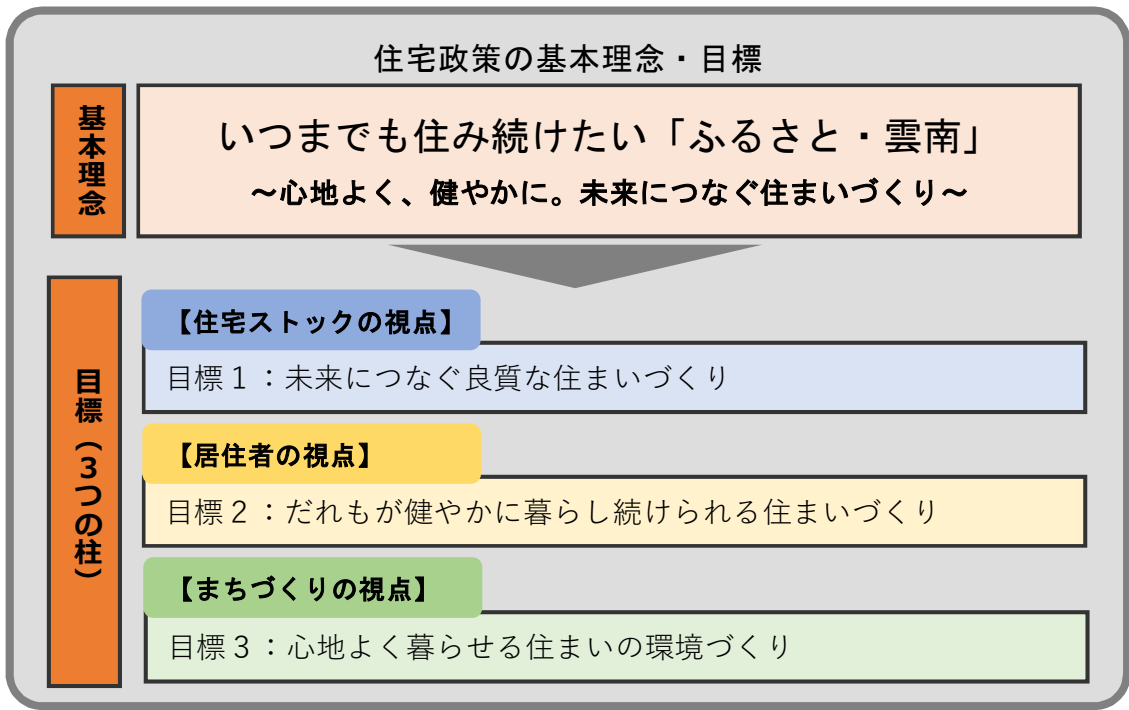 住宅政策の基本理念・目標
基本理念
いつまでも住み続けたい「ふるさと・雲南」
～心地よく、健やかに。未来につなぐ住まいづくり～
目標（３つの柱）
【住宅ストックの視点】
目標１：未来につなぐ良質な住まいづくり
【居住者の視点】
目標２：だれもが健やかに暮らし続けられる住まいづくり
【まちづくりの視点】
目標３：心地よく暮らせる住まいの環境づくり